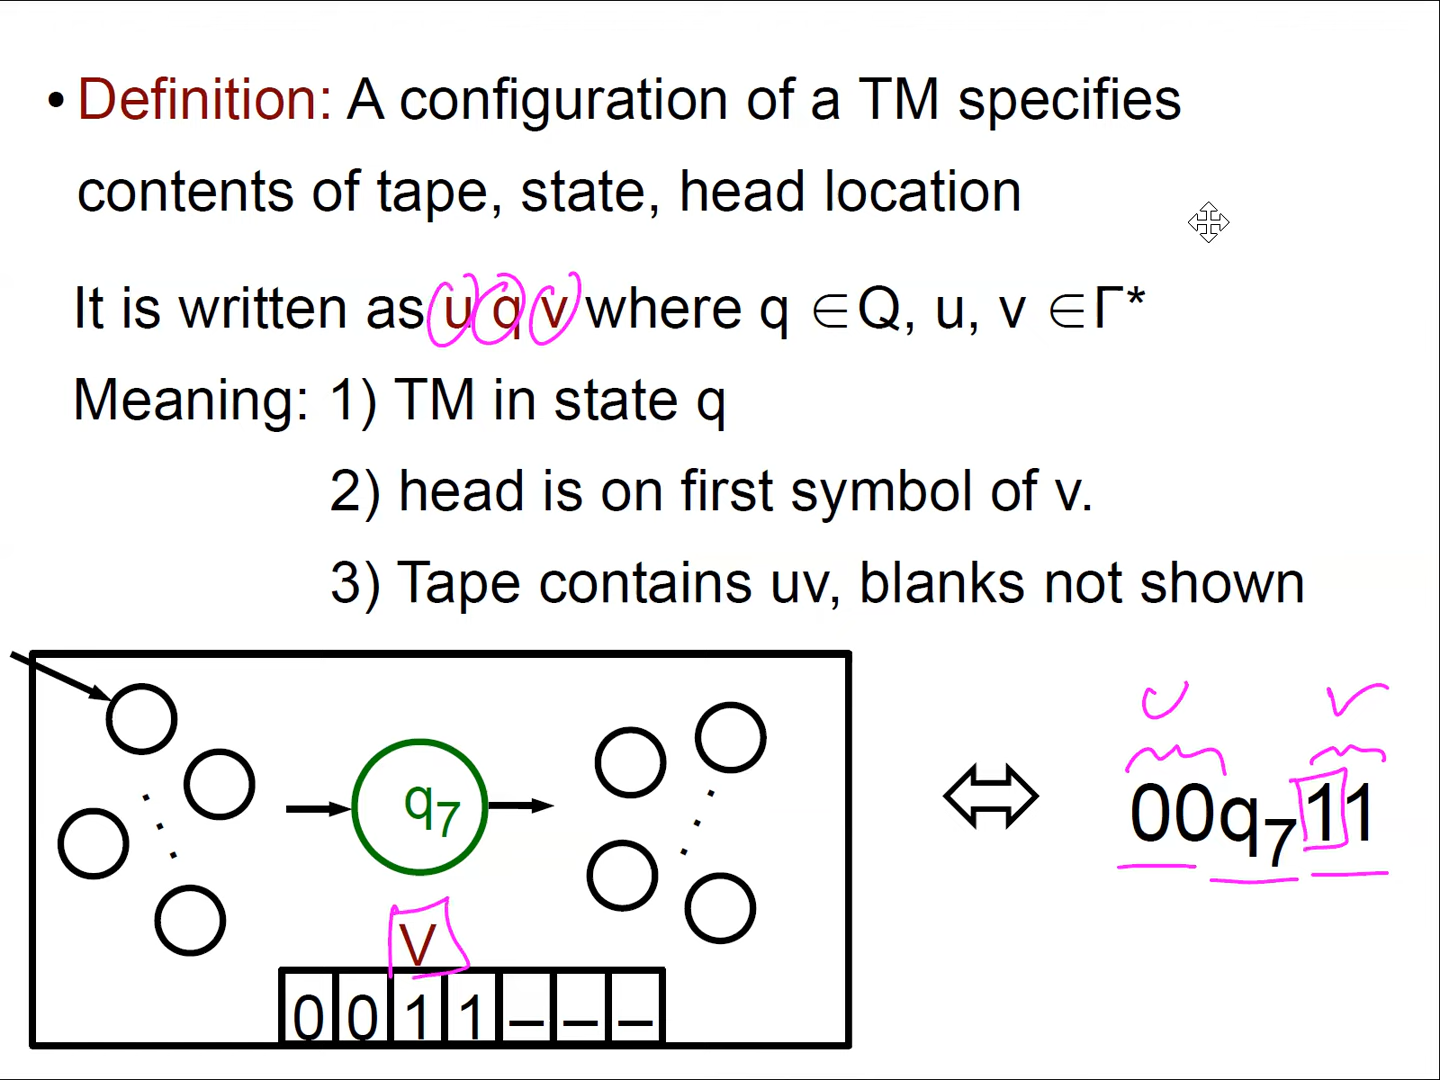 • Definition: A configuration of a TM specifies
contents of tape, state, head location
It is written as u q v where q ∈Q, u, v ∈Γ*
Meaning: 1) TM in state q
2) head is on first symbol of v.
3) Tape contains uv, blanks not shown
u v
q₇
00q₇11
V
0 0 1 1 – – –